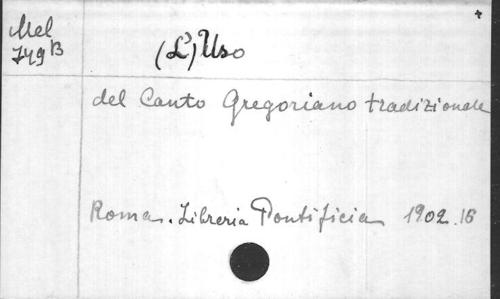 Mel
749 B
(L') Uso
del Canto Gregoriano tradizionale
Roma. Libreria Pontificia 1902.16